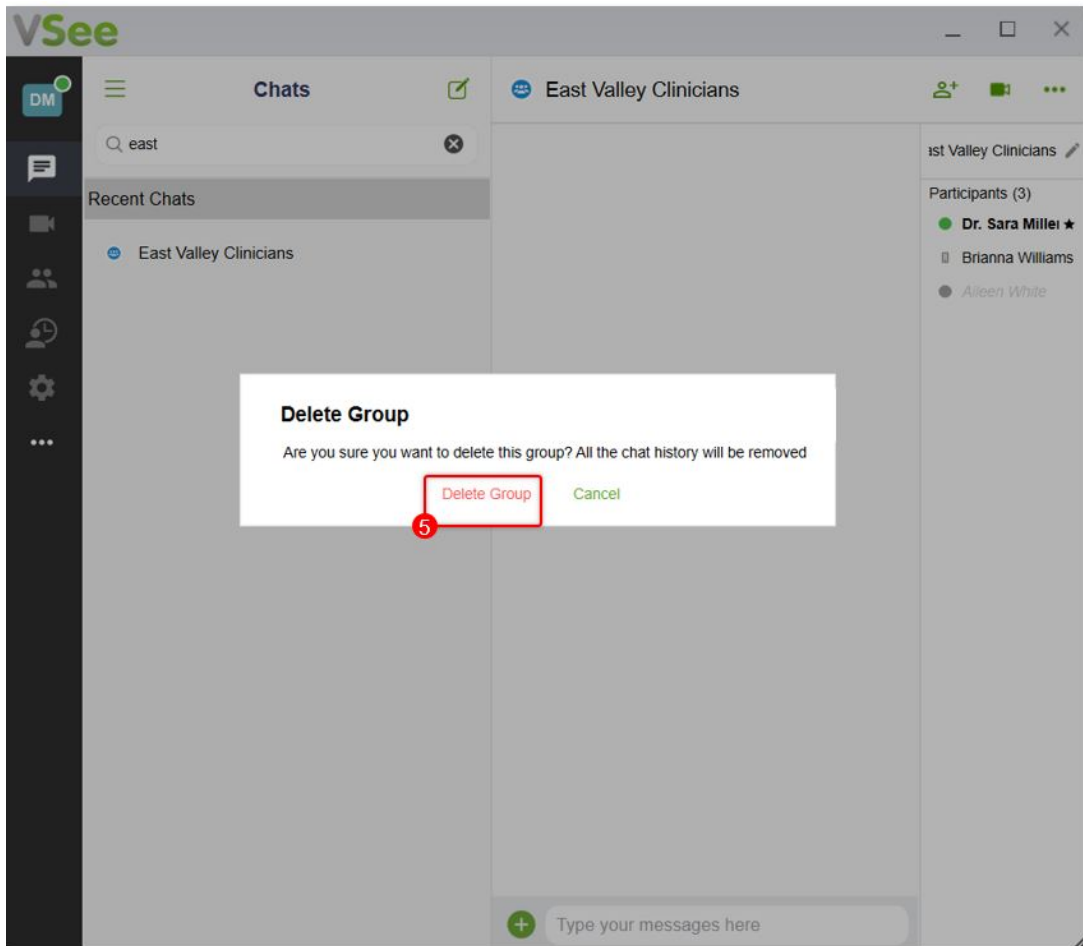 VSee
DM
Chats
East Valley Clinicians
east
ast Valley Clinicians
Recent Chats
Participants (3)
Dr. Sara Miller
East Valley Clinicians
Brianna Williams
Aileen White
Delete Group
Are you sure you want to delete this group? All the chat history will be removed
Delete Group
Cancel
5
Type your messages here